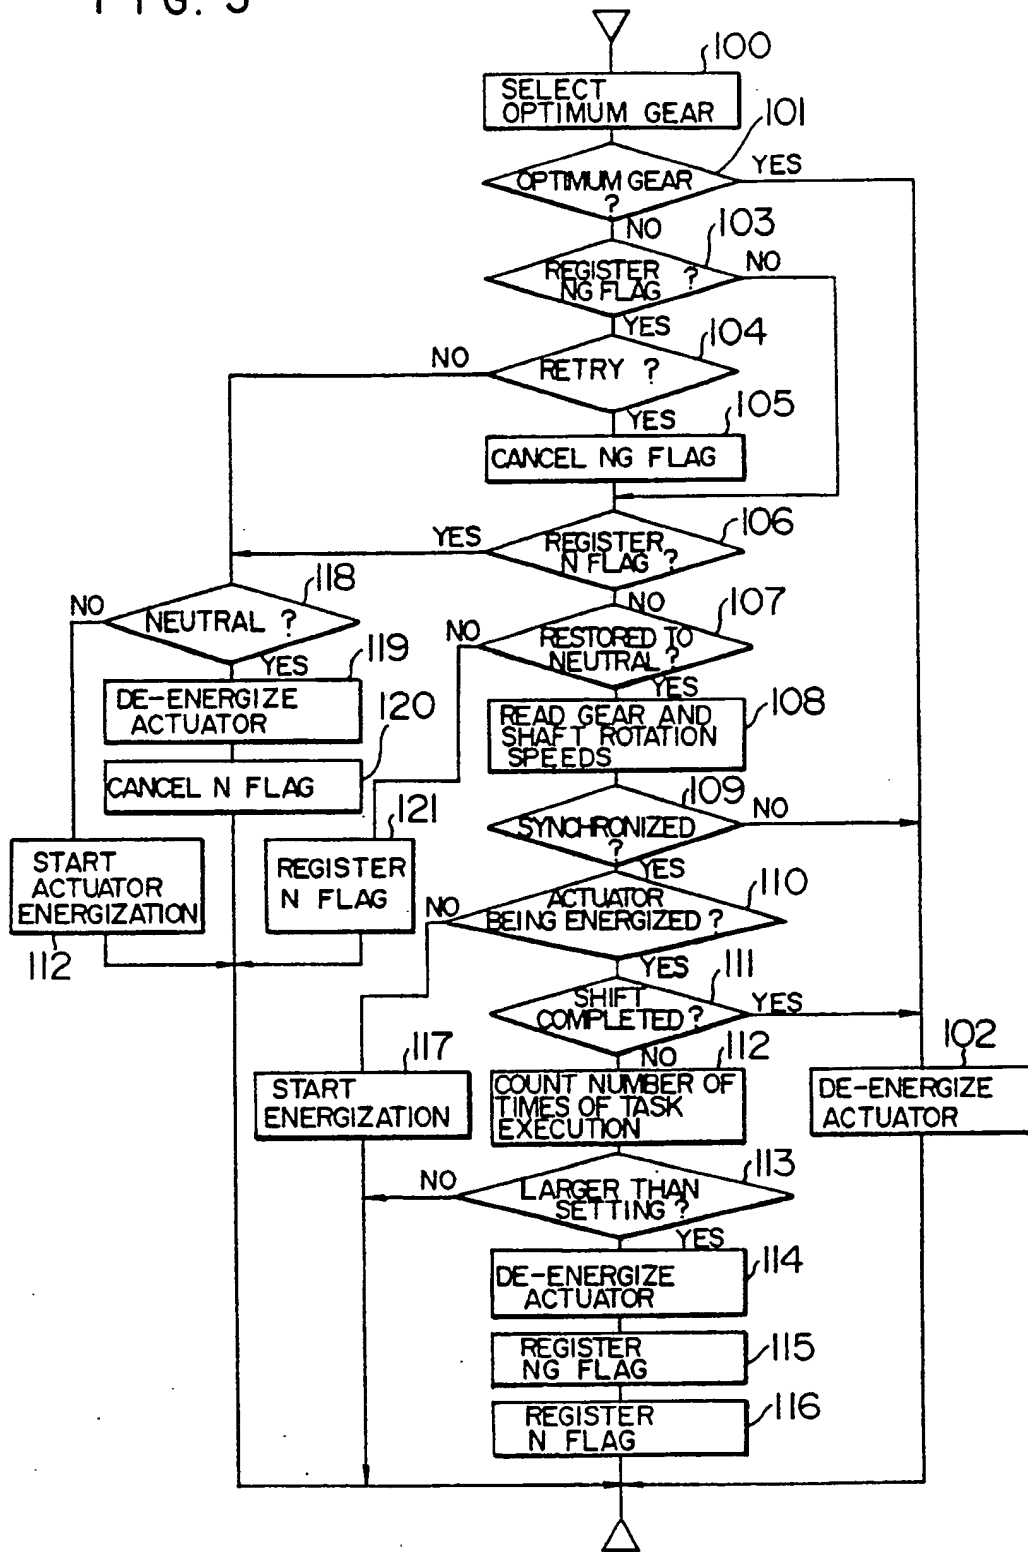 FIG. 5
100
SELECT
OPTIMUM GEAR
101
OPTIMUM GEAR
?
YES
NO
103
REGISTER
NG FLAG ?
NO
YES
104
RETRY ?
NO
YES
105
CANCEL NG FLAG
106
REGISTER
N FLAG ?
YES
NO
107
RESTORED TO
NEUTRAL ?
NO
YES
118
NEUTRAL ?
NO
YES
119
DE-ENERGIZE
ACTUATOR
120
CANCEL N FLAG
108
READ GEAR AND
SHAFT ROTATION
SPEEDS
109
SYNCHRONIZED
?
NO
YES
121
REGISTER
N FLAG
START
ACTUATOR
ENERGIZATION
112
110
ACTUATOR
BEING ENERGIZED ?
NO
YES
111
SHIFT
COMPLETED ?
YES
NO
117
START
ENERGIZATION
112
COUNT NUMBER OF
TIMES OF TASK
EXECUTION
102
DE-ENERGIZE
ACTUATOR
113
LARGER THAN
SETTING ?
NO
YES
114
DE-ENERGIZE
ACTUATOR
115
REGISTER
NG FLAG
116
REGISTER
N FLAG